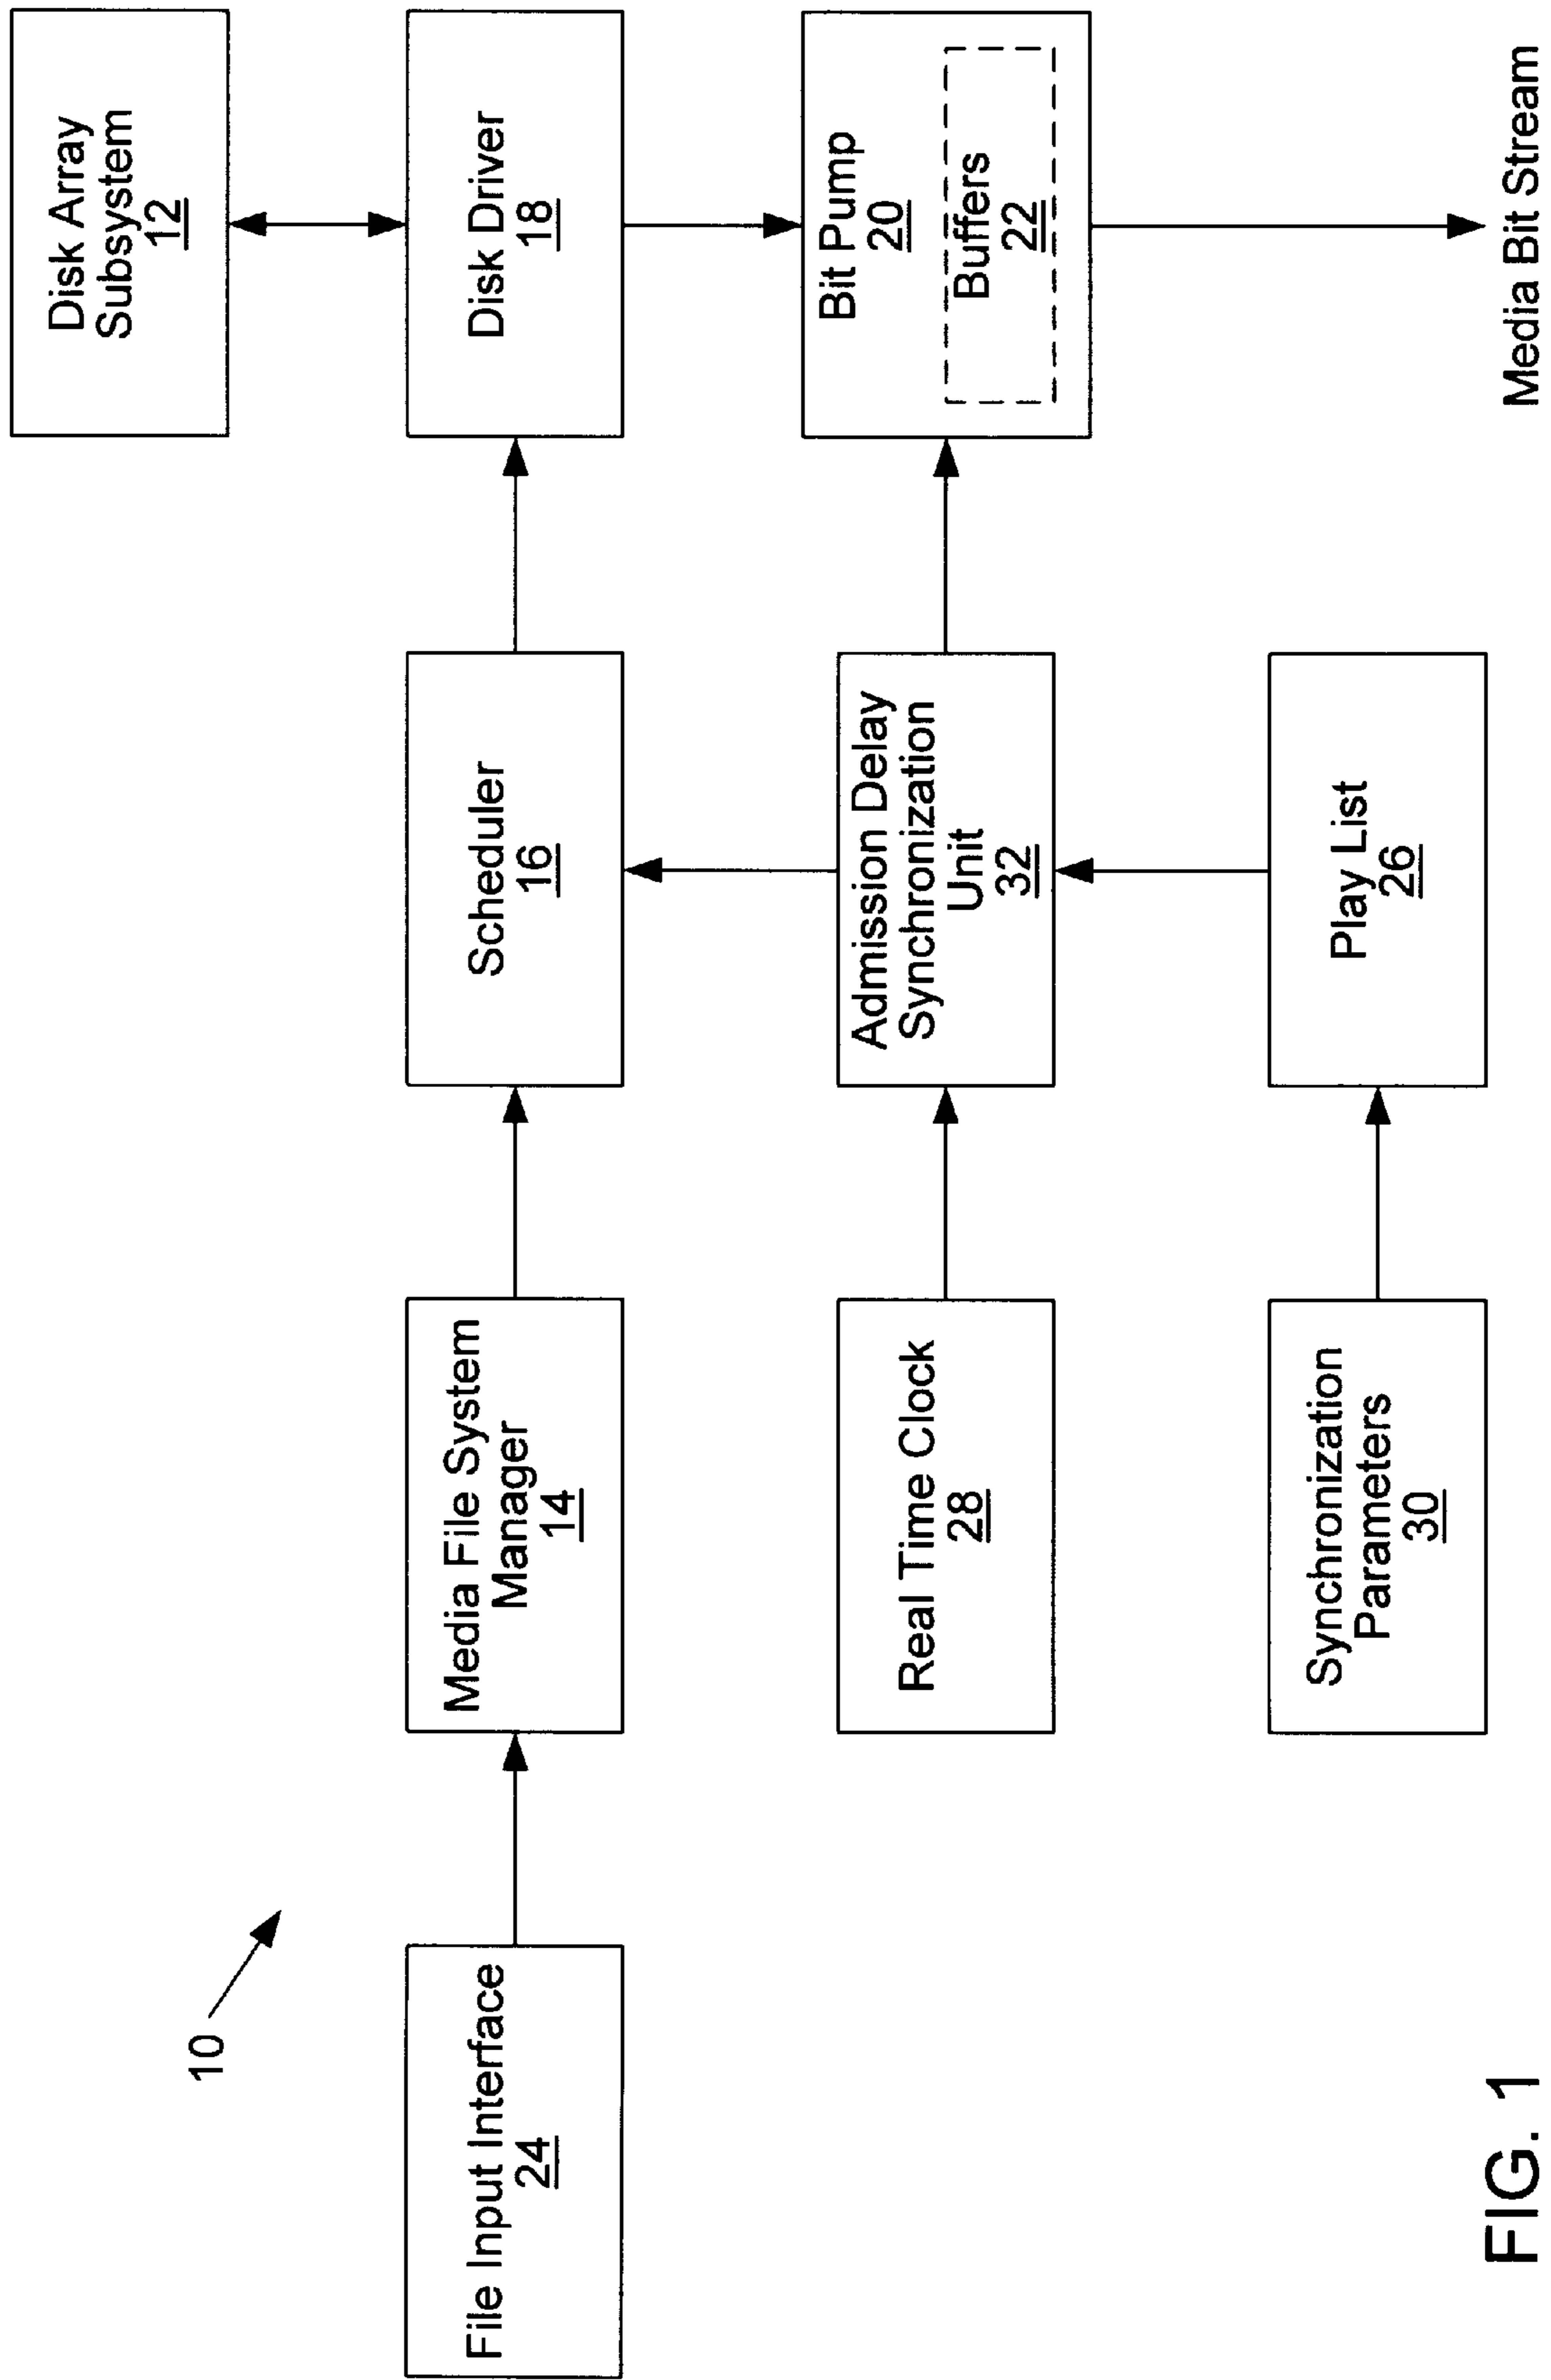 10
Disk Array
Subsystem
12
File Input Interface
24
Media File System
Manager
14
Scheduler
16
Disk Driver
18
Real Time Clock
28
Admission Delay
Synchronization
Unit
32
Bit Pump
20
Buffers
22
Synchronization
Parameters
30
Play List
26
Media Bit Stream
FIG. 1